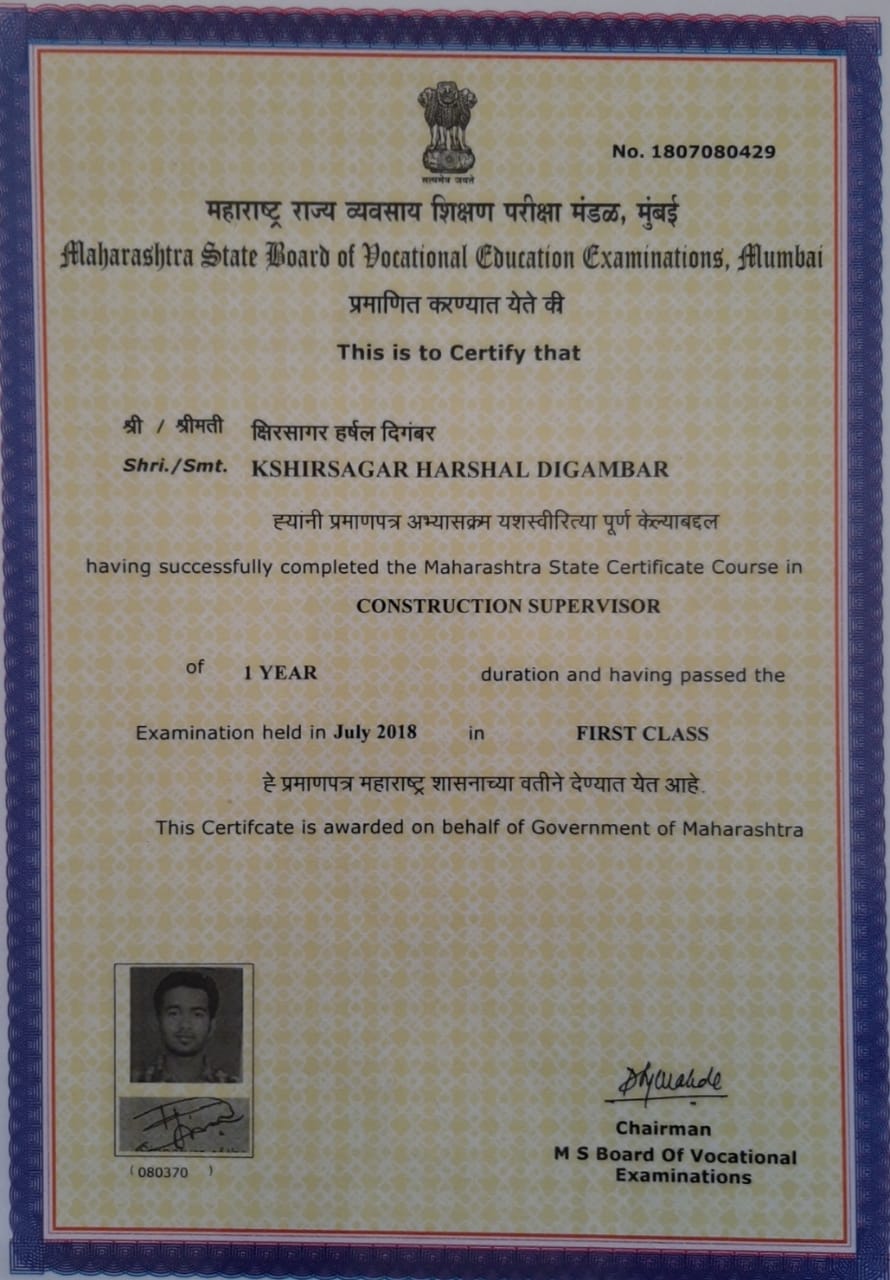 सत्यमेव जयते
No. 1807080429
महाराष्ट्र राज्य व्यवसाय शिक्षण परीक्षा मंडळ, मुंबई
Maharashtra State Board of Vocational Education Examinations, Mumbai
प्रमाणित करण्यात येते की
This is to Certify that
श्री / श्रीमती क्षिरसागर हर्षल दिगंबर
Shri./Smt. KSHIRSAGAR HARSHAL DIGAMBAR
ह्यांनी प्रमाणपत्र अभ्यासक्रम यशस्वीरित्या पूर्ण केल्याबद्दल
having successfully completed the Maharashtra State Certificate Course in
CONSTRUCTION SUPERVISOR
of 1 YEAR duration and having passed the
Examination held in July 2018 in FIRST CLASS
हे प्रमाणपत्र महाराष्ट्र शासनाच्या वतीने देण्यात येत आहे.
This Certifcate is awarded on behalf of Government of Maharashtra
(080370 )
Chairman
M S Board Of Vocational
Examinations